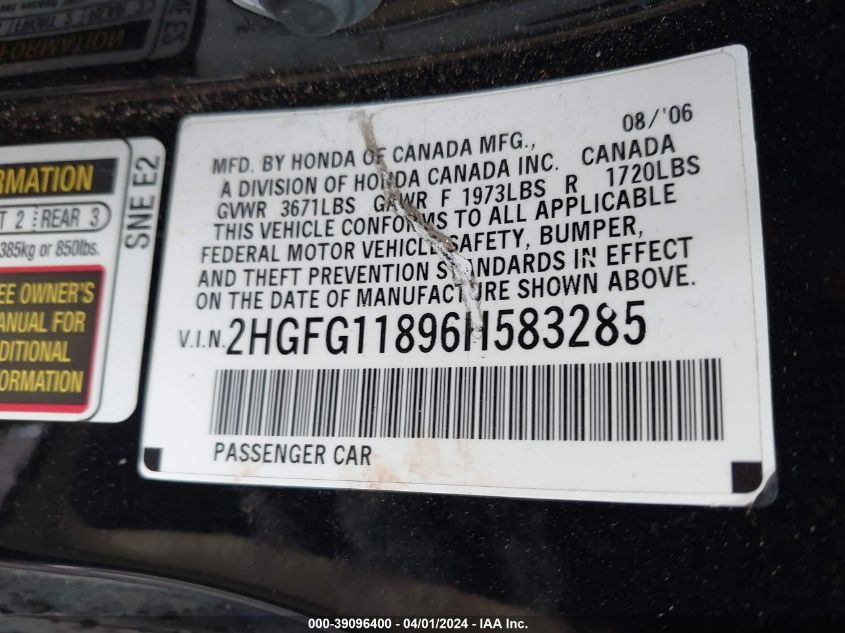 08/'06
MFD. BY HONDA OF CANADA MFG.,
A DIVISION OF HONDA CANADA INC. CANADA
GVWR 3671LBS GAWR F 1973LBS R 1720LBS
THIS VEHICLE CONFORMS TO ALL APPLICABLE
FEDERAL MOTOR VEHICLE SAFETY, BUMPER,
AND THEFT PREVENTION STANDARDS IN EFFECT
ON THE DATE OF MANUFACTURE SHOWN ABOVE.
V.I.N. 2HGFG11896H583285
PASSENGER CAR
RMATION
T 2 REAR 3
385kg or 850lbs.
EE OWNER'S
ANUAL FOR
DDITIONAL
FORMATION
SNE E2
000-39096400 - 04/01/2024 - IAA Inc.